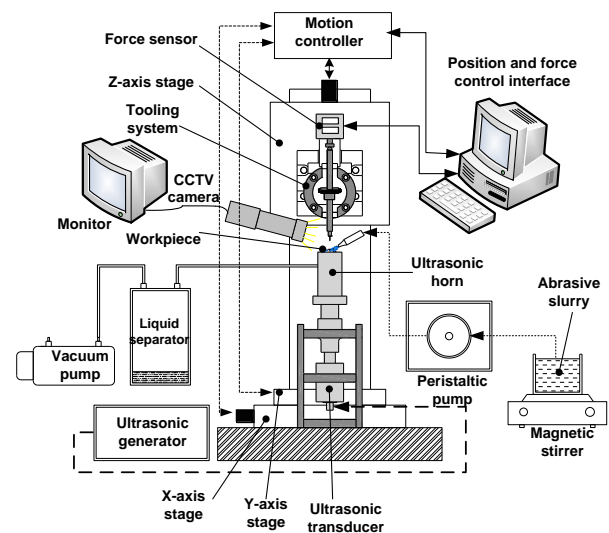 Force sensor
Motion
controller
Z-axis stage
Position and force
control interface
Tooling
system
CCTV
camera
Monitor
Workpiece
Ultrasonic
horn
Abrasive
slurry
Liquid
separator
Vacuum
pump
Peristaltic
pump
Ultrasonic
generator
Magnetic
stirrer
X-axis
stage
Y-axis
stage
Ultrasonic
transducer